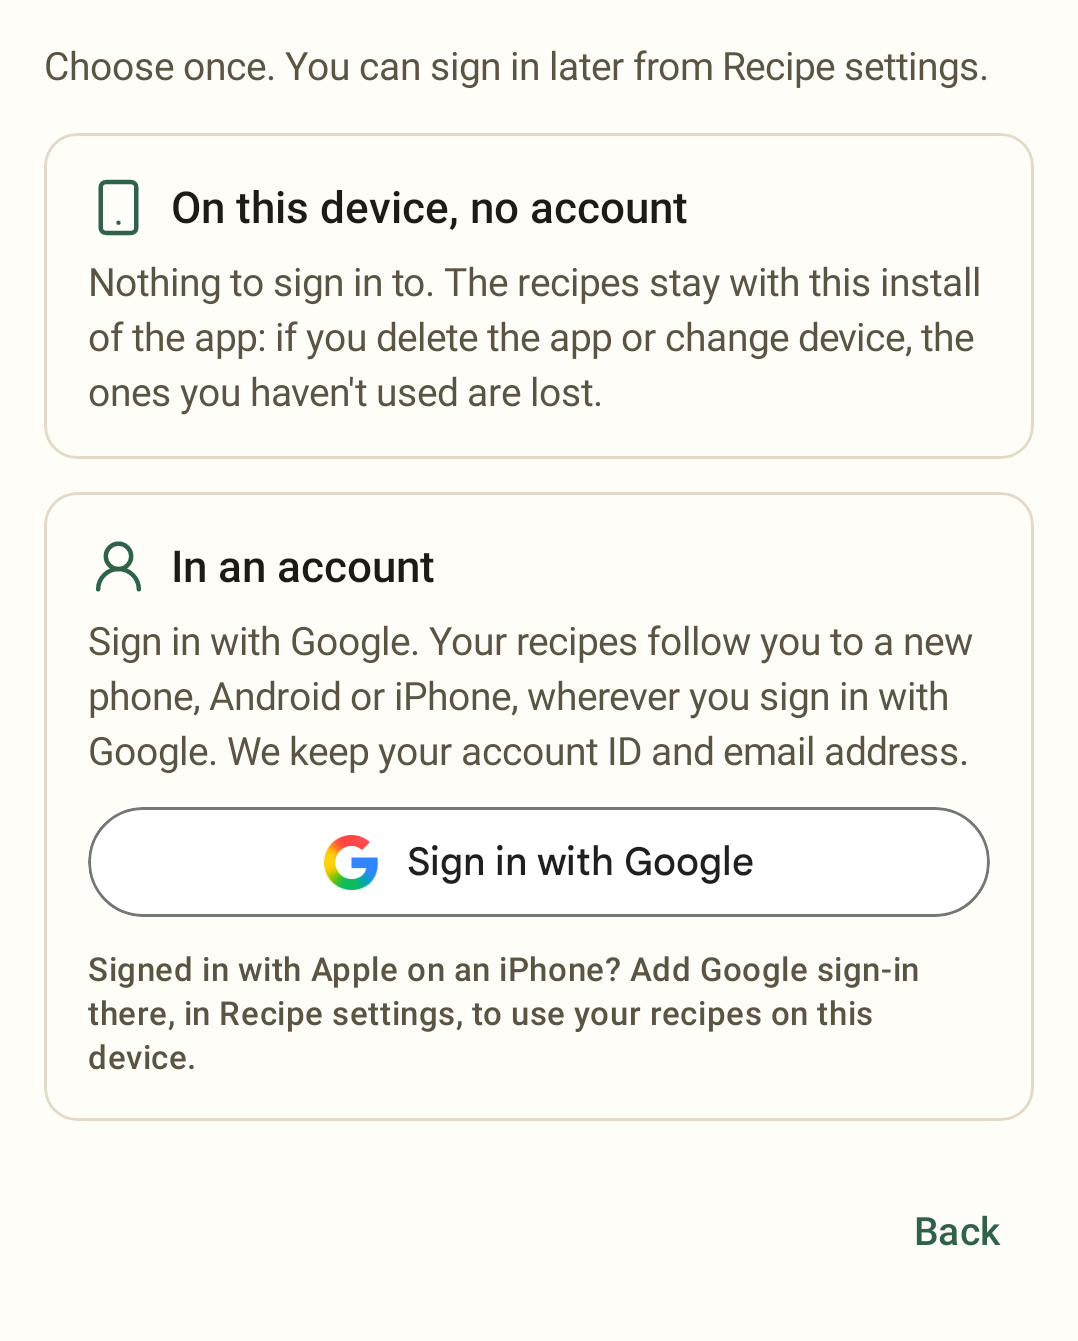 Choose once. You can sign in later from Recipe settings.
On this device, no account
Nothing to sign in to. The recipes stay with this install
of the app: if you delete the app or change device, the
ones you haven't used are lost.
In an account
Sign in with Google. Your recipes follow you to a new
phone, Android or iPhone, wherever you sign in with
Google. We keep your account ID and email address.
Sign in with Google
Signed in with Apple on an iPhone? Add Google sign-in
there, in Recipe settings, to use your recipes on this
device.
Back